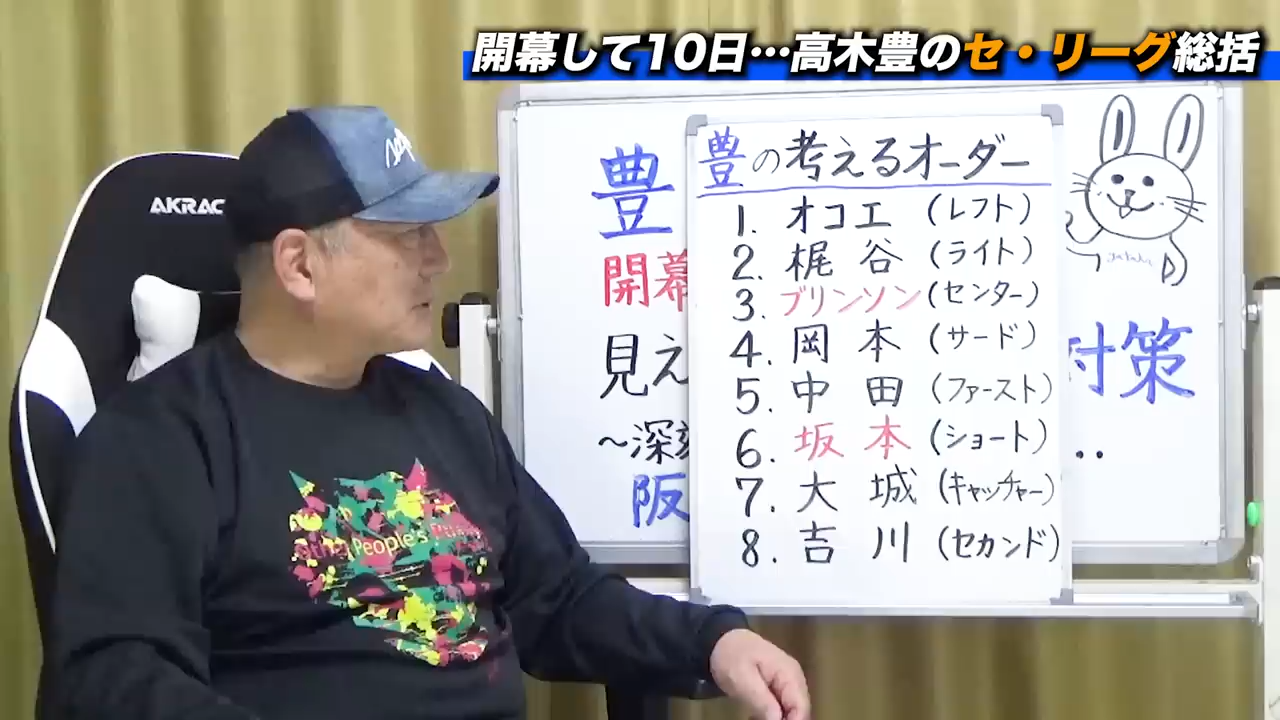 開幕して10日…高木豊のセ・リーグ総括
AKRAC
豊
開幕
見え
対策
～深刻
..
阪
豊の考えるオーダー
1. オコエ (レフト)
2. 梶谷 (ライト)
3. ブリンソン (センター)
4. 岡本 (サード)
5. 中田 (ファースト)
6. 坂本 (ショート)
7. 大城 (キャッチャー)
8. 吉川 (セカンド)
People's